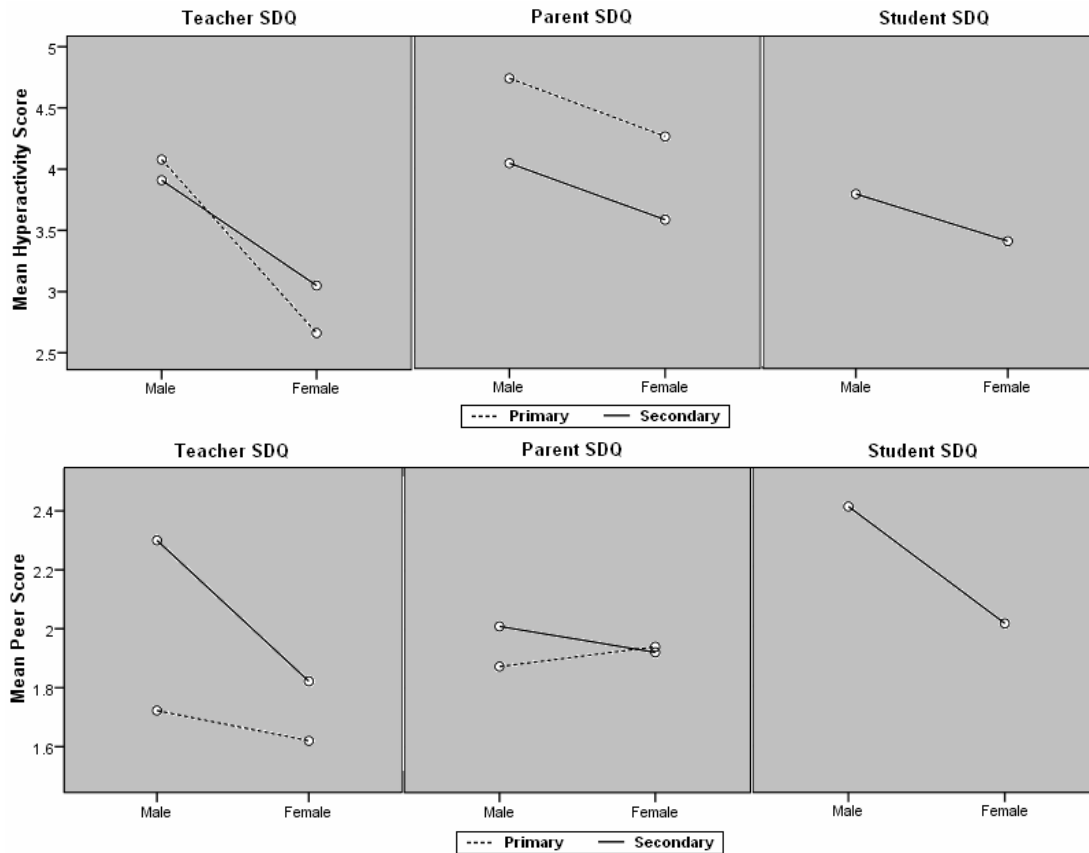 Teacher SDQ Parent SDQ Student SDQ
Mean Hyperactivity Score
5
4.5
4
3.5
3
2.5
Male Female Male Female Male Female
Primary Secondary
Teacher SDQ Parent SDQ Student SDQ
Mean Peer Score
2.4
2.2
2
1.8
1.6
Male Female Male Female Male Female
Primary Secondary